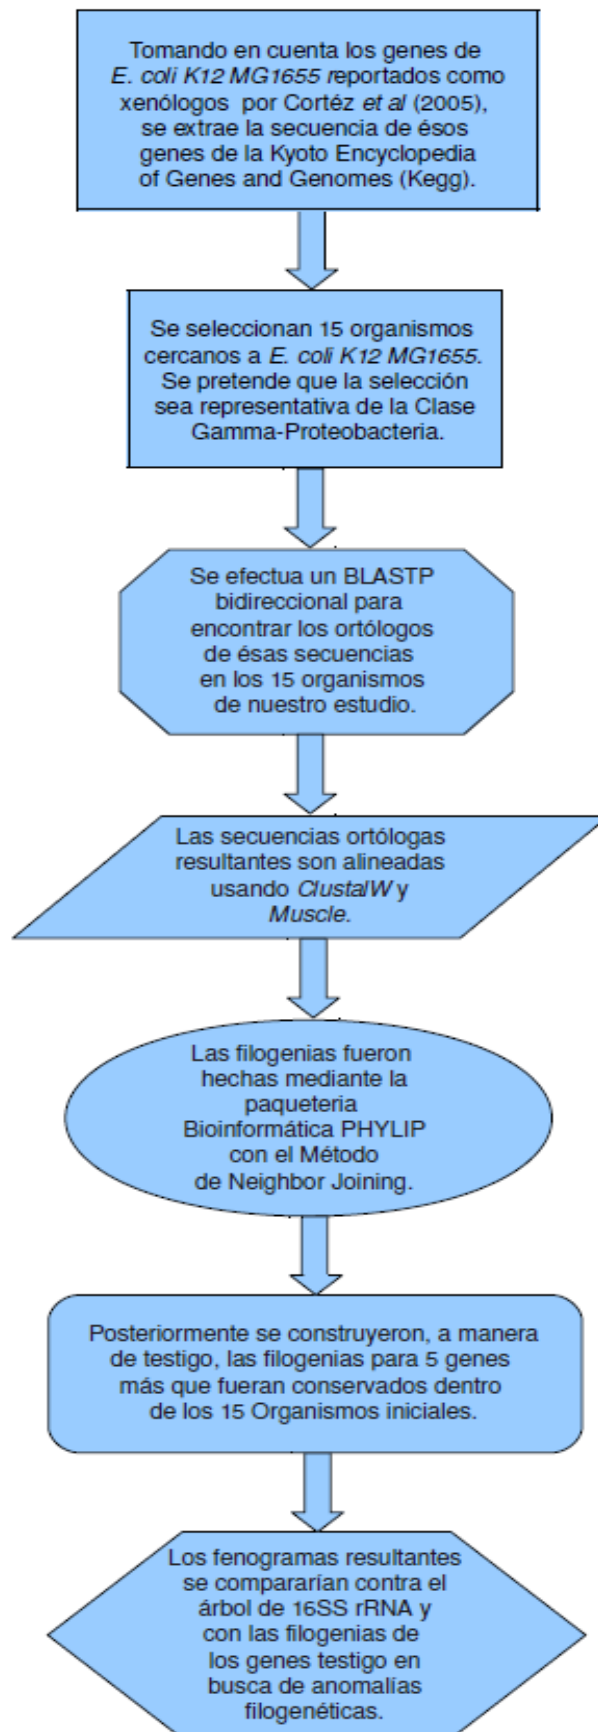 Tomando en cuenta los genes de
E. coli K12 MG1655 reportados como
xenólogos por Cortéz et al (2005),
se extrae la secuencia de ésos
genes de la Kyoto Encyclopedia
of Genes and Genomes (Kegg).
Se seleccionan 15 organismos
cercanos a E. coli K12 MG1655.
Se pretende que la selección
sea representativa de la Clase
Gamma-Proteobacteria.
Se efectua un BLASTP
bidireccional para
encontrar los ortólogos
de ésas secuencias
en los 15 organismos
de nuestro estudio.
Las secuencias ortólogas
resultantes son alineadas
usando ClustalW y
Muscle.
Las filogenias fueron
hechas mediante la
paqueteria
Bioinformática PHYLIP
con el Método
de Neighbor Joining.
Posteriormente se construyeron, a manera
de testigo, las filogenias para 5 genes
más que fueran conservados dentro
de los 15 Organismos iniciales.
Los fenogramas resultantes
se compararían contra el
árbol de 16SS rRNA y
con las filogenias de
los genes testigo en
busca de anomalías
filogenéticas.